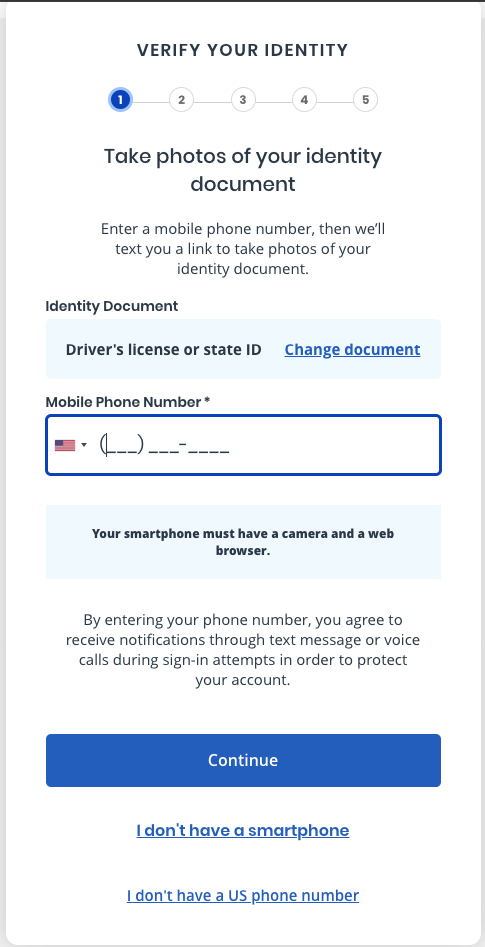 VERIFY YOUR IDENTITY
1 2 3 4 5
Take photos of your identity
document
Enter a mobile phone number, then we'll
text you a link to take photos of your
identity document.
Identity Document
Driver's license or state ID Change document
Mobile Phone Number *
(___) ___-____
Your smartphone must have a camera and a web
browser.
By entering your phone number, you agree to
receive notifications through text message or voice
calls during sign-in attempts in order to protect
your account.
Continue
I don't have a smartphone
I don't have a US phone number